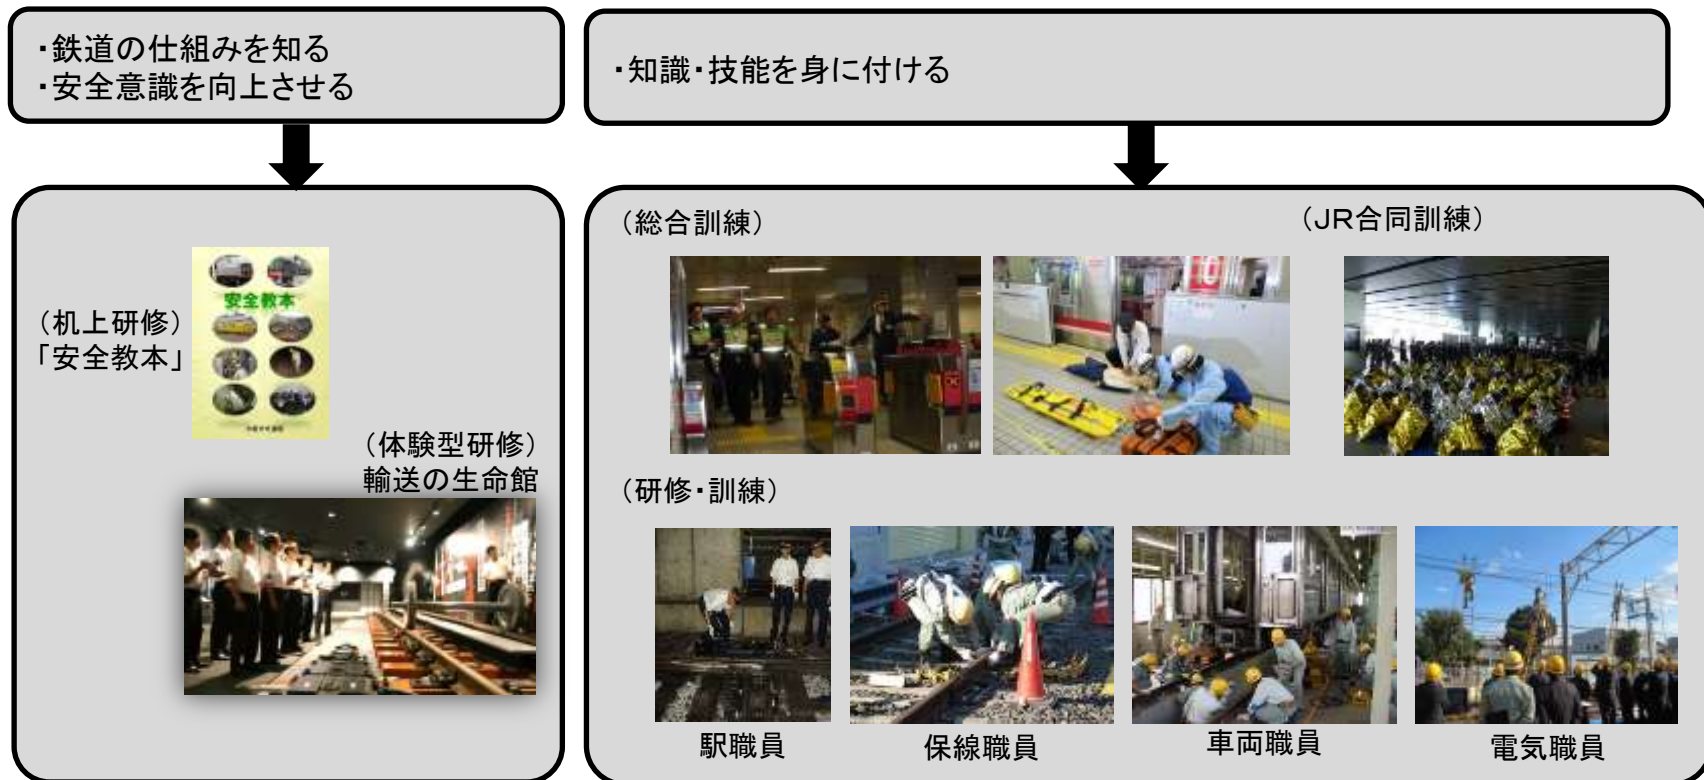 ・鉄道の仕組みを知る
・安全意識を向上させる
・知識・技能を身に付ける
（机上研修）
「安全教本」
安全教本
（体験型研修）
輸送の生命館
（総合訓練）
（ＪＲ合同訓練）
（研修・訓練）
駅職員
保線職員
車両職員
電気職員